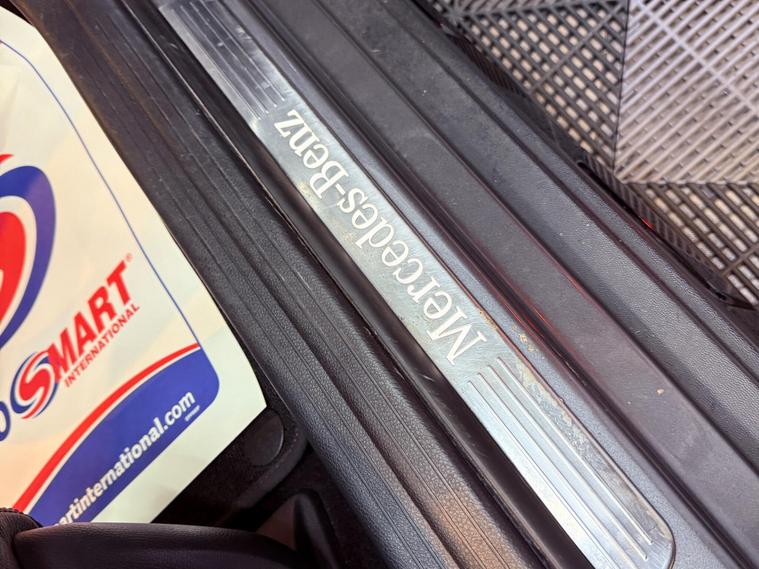 Mercedes-Benz
SMART®
INTERNATIONAL
artinternational.com